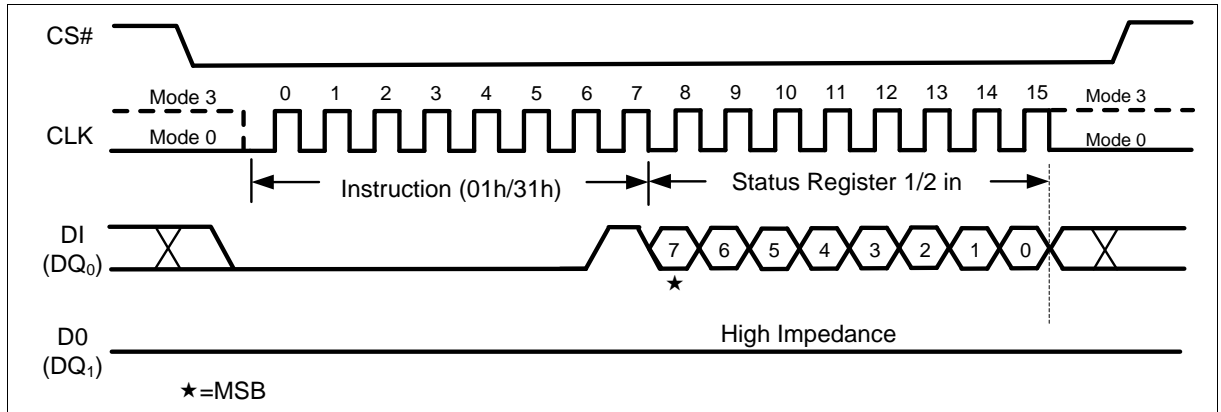 CS#
Mode 3 0 1 2 3 4 5 6 7 8 9 10 11 12 13 14 15 Mode 3
CLK
Mode 0 Mode 0
Instruction (01h/31h) Status Register 1/2 in
DI
(DQ₀)
7 6 5 4 3 2 1 0
★
D0
(DQ₁)
High Impedance
★=MSB